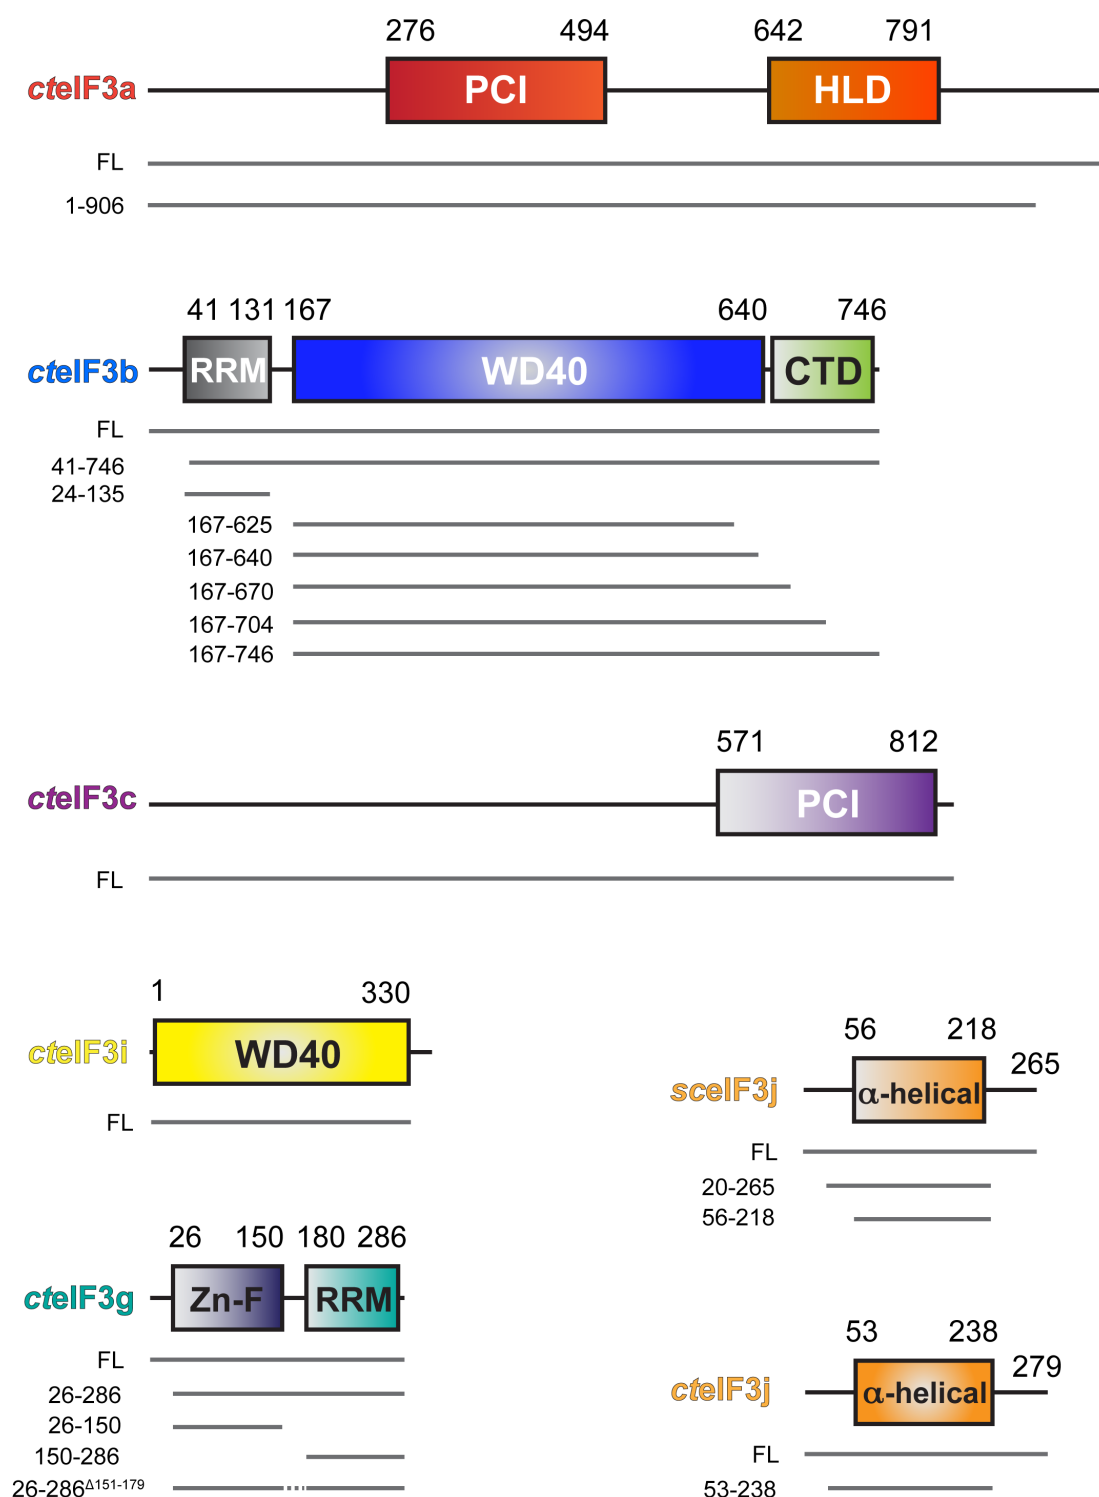 276 494 642 791
cteIF3a PCI HLD
FL
1-906
41 131 167 640 746
cteIF3b RRM WD40 CTD
FL
41-746
24-135
167-625
167-640
167-670
167-704
167-746
571 812
cteIF3c PCI
FL
1 330
cteIF3i WD40
FL
56 218 265
sceIF3j α-helical
FL
20-265
56-218
26 150 180 286
cteIF3g Zn-F RRM
FL
26-286
26-150
150-286
26-286Δ151-179
53 238 279
cteIF3j α-helical
FL
53-238